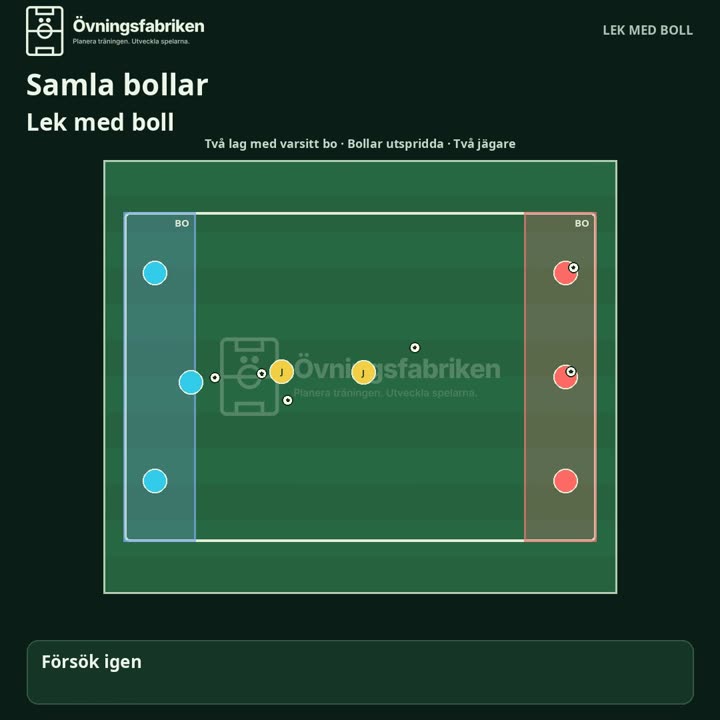 Övningsfabriken
Planera träningen. Utveckla spelarna.
LEK MED BOLL
Samla bollar
Lek med boll
Två lag med varsitt bo · Bollar utspridda · Två jägare
BO
BO
Övningsfabriken
Planera träningen. Utveckla spelarna.
J
J
Försök igen